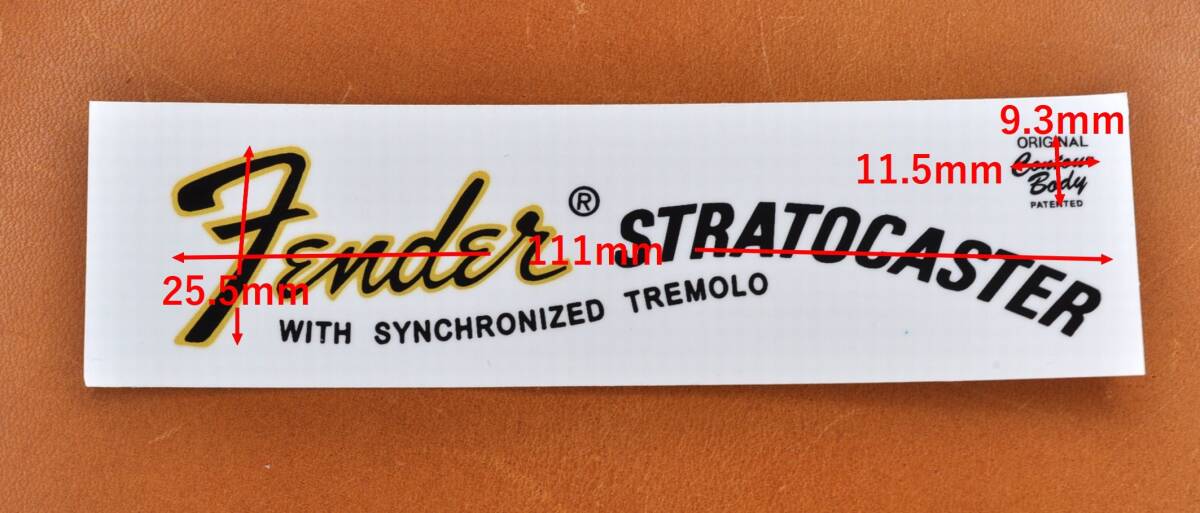 Fender ® STRATOCASTER
WITH SYNCHRONIZED TREMOLO
ORIGINAL
Contour
Body
PATENTED
9.3mm
11.5mm
111mm
25.5mm